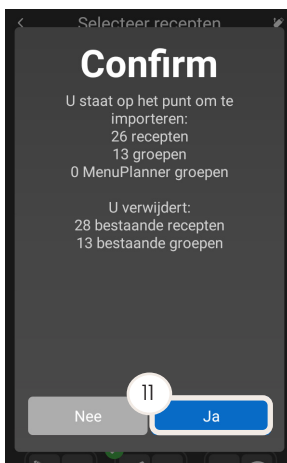 Selecteer recepten
Confirm
U staat op het punt om te
importeren:
26 recepten
13 groepen
0 MenuPlanner groepen
U verwijdert:
28 bestaande recepten
13 bestaande groepen
11
Nee
Ja